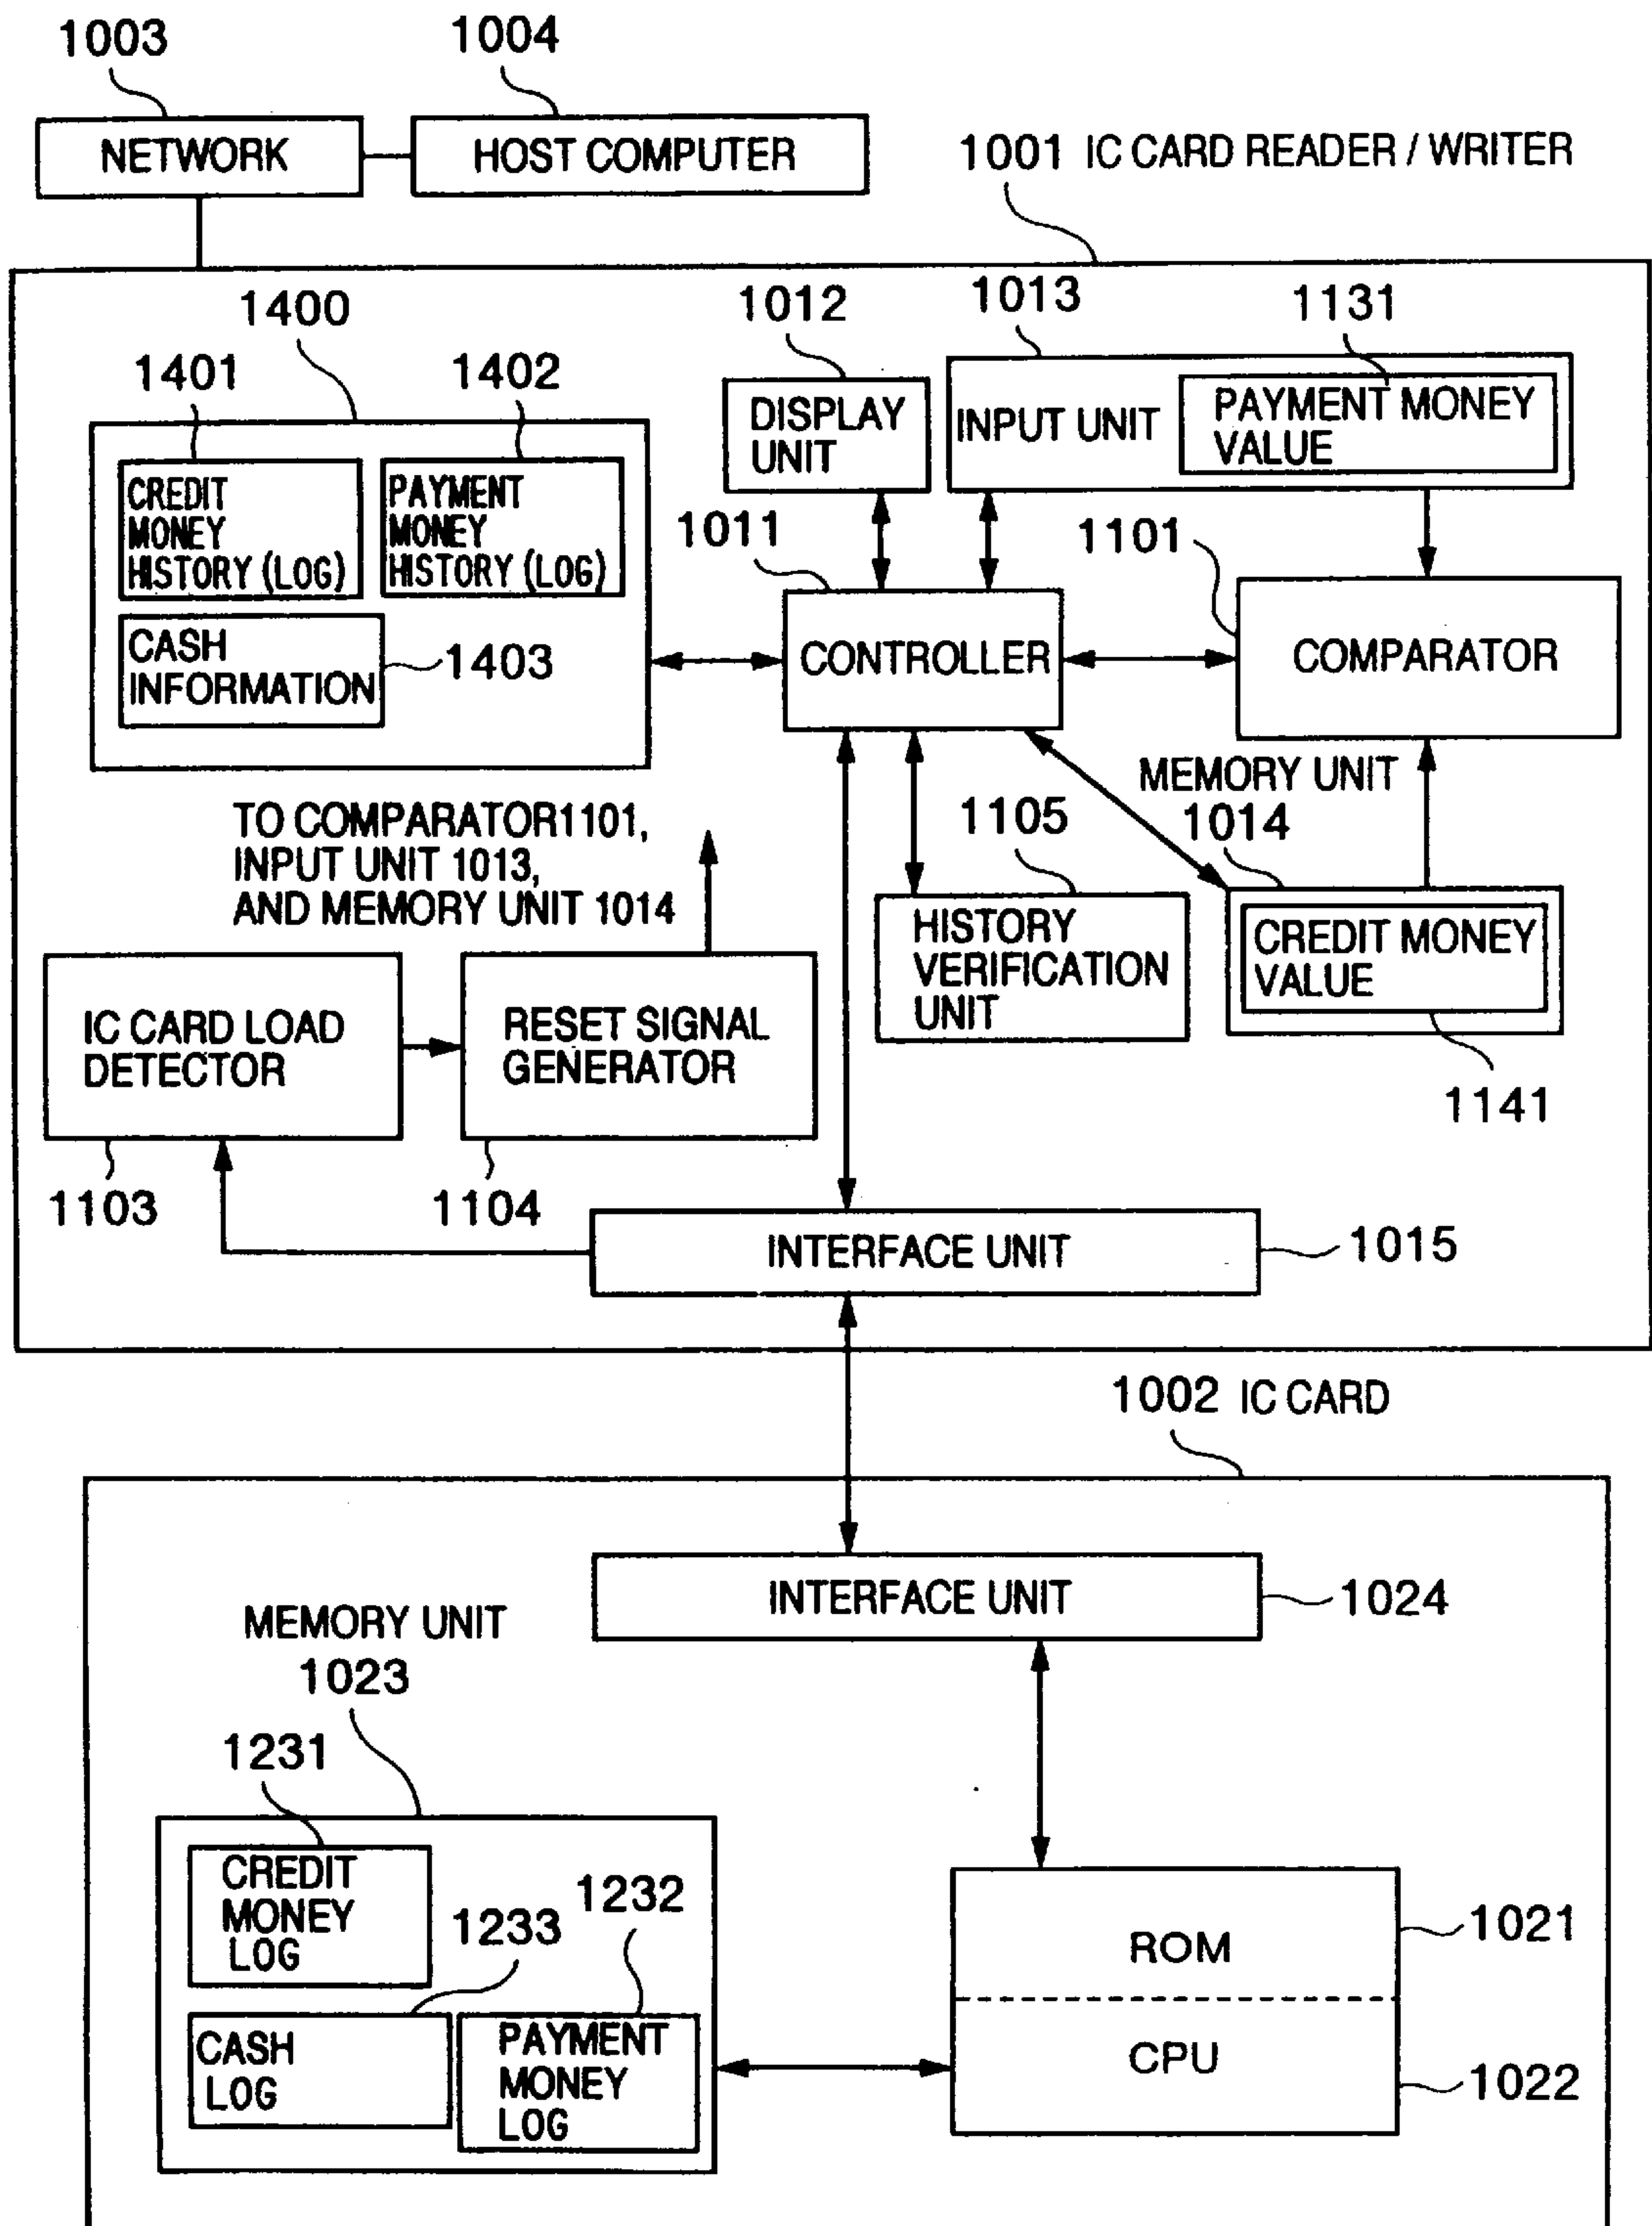 1003
1004
NETWORK
HOST COMPUTER
1001 IC CARD READER / WRITER
1400
1012
1013
1131
1401
1402
DISPLAY
UNIT
INPUT UNIT
PAYMENT MONEY
VALUE
CREDIT
MONEY
HISTORY (LOG)
PAYMENT
MONEY
HISTORY (LOG)
1011
1101
CASH
INFORMATION
1403
CONTROLLER
COMPARATOR
TO COMPARATOR1101,
INPUT UNIT 1013,
AND MEMORY UNIT 1014
1105
MEMORY UNIT
1014
HISTORY
VERIFICATION
UNIT
CREDIT MONEY
VALUE
1141
IC CARD LOAD
DETECTOR
RESET SIGNAL
GENERATOR
1103
1104
INTERFACE UNIT
1015
1002 IC CARD
INTERFACE UNIT
1024
MEMORY UNIT
1023
1231
CREDIT
MONEY
LOG
1233
1232
CASH
LOG
PAYMENT
MONEY
LOG
ROM
1021
CPU
1022